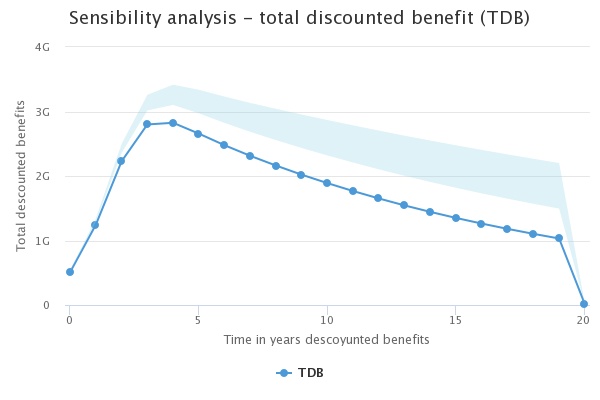 Sensibility analysis - total discounted benefit (TDB)
4G
3G
2G
1G
0
Total descounted benefits
0 5 10 15 20
Time in years descoyunted benefits
TDB